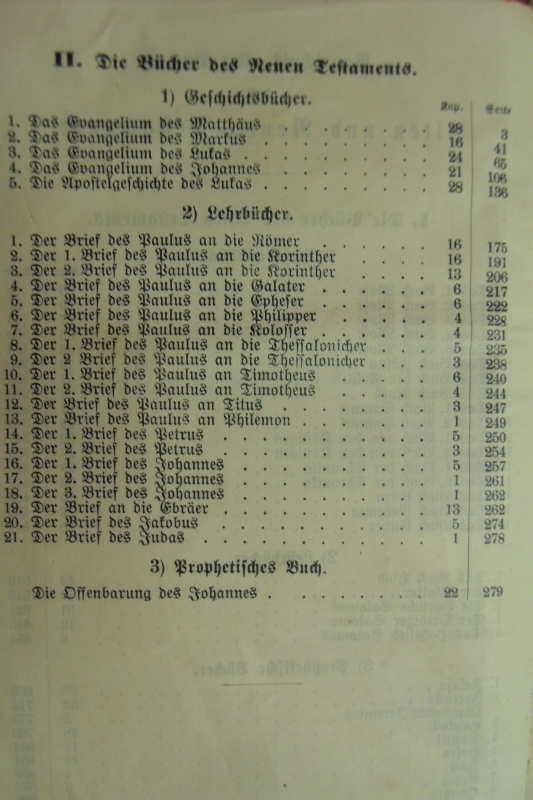 II. Die Bücher des Neuen Testaments.
1) Geschichtsbücher.
Kap. Seite
1. Das Evangelium des Matthäus . . . . . . . . 28 3
2. Das Evangelium des Markus . . . . . . . . . 16 41
3. Das Evangelium des Lukas . . . . . . . . . 24 65
4. Das Evangelium des Johannes . . . . . . . . 21 106
5. Die Apostelgeschichte des Lukas . . . . . . . . 28 136
2) Lehrbücher.
1. Der Brief des Paulus an die Römer . . . . . . 16 175
2. Der 1. Brief des Paulus an die Korinther . . . . 16 191
3. Der 2. Brief des Paulus an die Korinther . . . . 13 206
4. Der Brief des Paulus an die Galater . . . . . . 6 217
5. Der Brief des Paulus an die Epheser . . . . . . 6 222
6. Der Brief des Paulus an die Philipper . . . . . 4 228
7. Der Brief des Paulus an die Kolosser . . . . . . 4 231
8. Der 1. Brief des Paulus an die Thessalonicher . . . 5 235
9. Der 2 Brief des Paulus an die Thessalonicher . . . 3 238
10. Der 1. Brief des Paulus an Timotheus . . . . . 6 240
11. Der 2. Brief des Paulus an Timotheus . . . . . 4 244
12. Der Brief des Paulus an Titus . . . . . . . . 3 247
13. Der Brief des Paulus an Philemon . . . . . . . 1 249
14. Der 1. Brief des Petrus . . . . . . . . . . 5 250
15. Der 2. Brief des Petrus . . . . . . . . . . 3 254
16. Der 1. Brief des Johannes . . . . . . . . . 5 257
17. Der 2. Brief des Johannes . . . . . . . . . 1 261
18. Der 3. Brief des Johannes . . . . . . . . . 1 262
19. Der Brief an die Ebräer . . . . . . . . . . 13 262
20. Der Brief des Jakobus . . . . . . . . . . 5 274
21. Der Brief des Judas . . . . . . . . . . . 1 278
3) Prophetisches Buch.
Die Offenbarung des Johannes . . . . . . . . 22 279